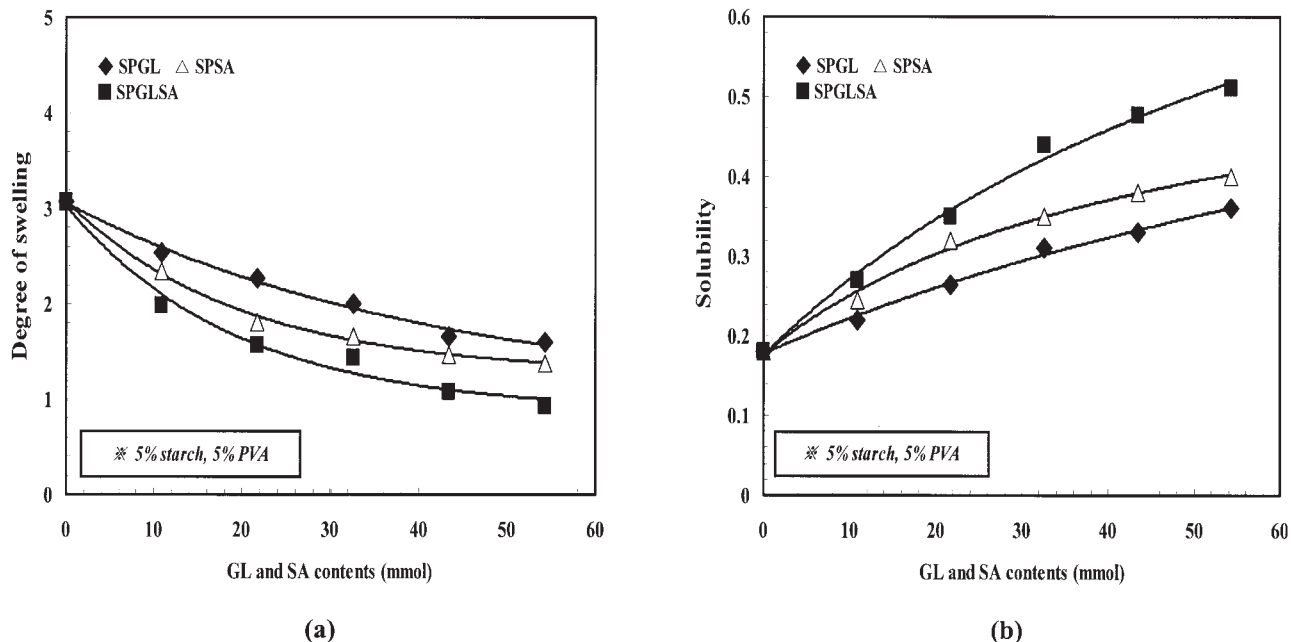 5
4
3
2
1
0
Degree of swelling
◆ SPGL △ SPSA
■ SPGLSA
※ 5% starch, 5% PVA
0 10 20 30 40 50 60
GL and SA contents (mmol)
(a)
0.6
0.5
0.4
0.3
0.2
0.1
0
Solubility
◆ SPGL △ SPSA
■ SPGLSA
※ 5% starch, 5% PVA
0 10 20 30 40 50 60
GL and SA contents (mmol)
(b)